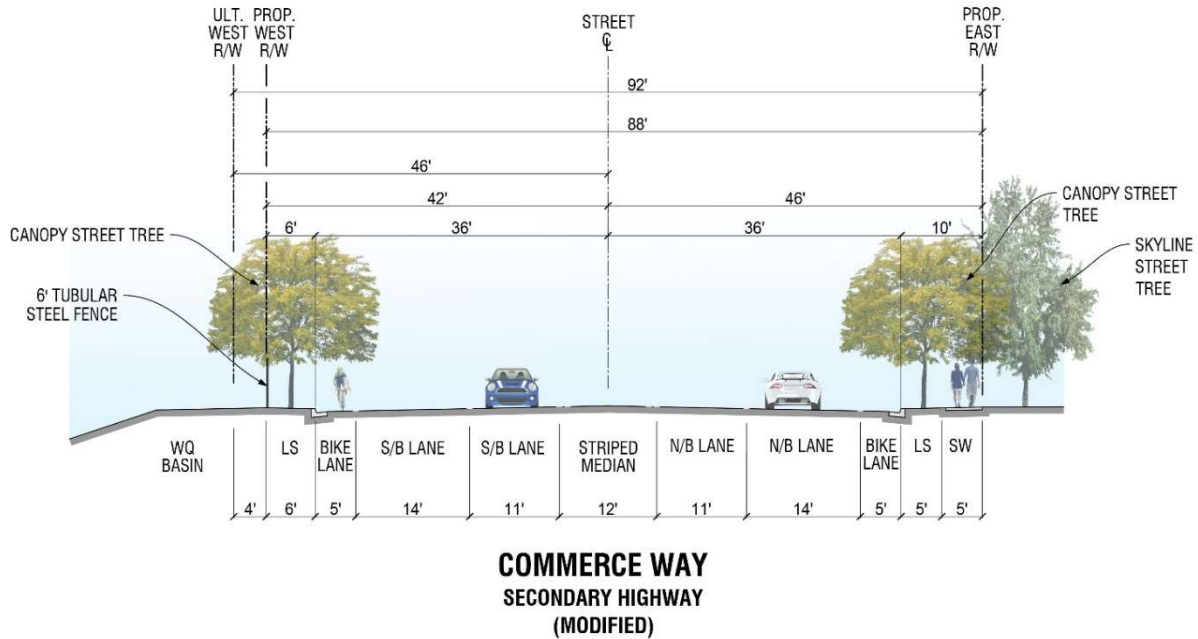 ULT.
WEST
R/W
PROP.
WEST
R/W
STREET
CL
PROP.
EAST
R/W
92'
88'
46'
42'
46'
6'
36'
36'
10'
CANOPY STREET TREE
6' TUBULAR
STEEL FENCE
CANOPY STREET
TREE
SKYLINE
STREET
TREE
WQ
BASIN
LS
BIKE
LANE
S/B LANE
S/B LANE
STRIPED
MEDIAN
N/B LANE
N/B LANE
BIKE
LANE
LS
SW
4'
6'
5'
14'
11'
12'
11'
14'
5'
5'
5'
COMMERCE WAY
SECONDARY HIGHWAY
(MODIFIED)